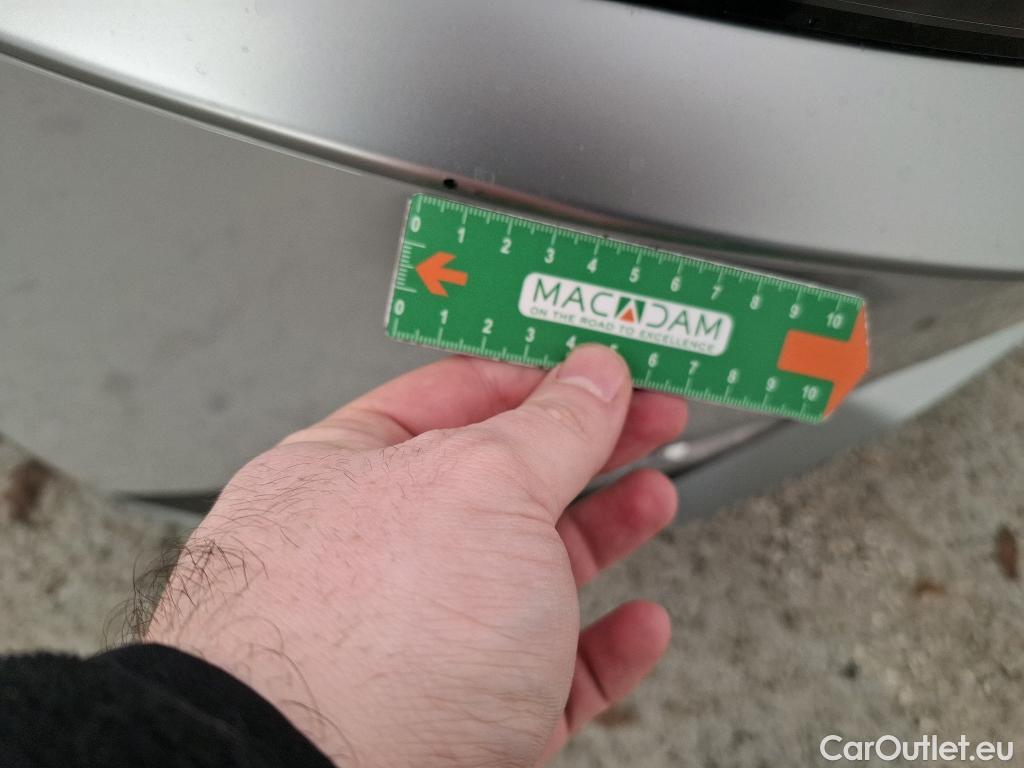 0 1 2 3 4 5 6 7 8 9 10
MACADAM
ON THE ROAD TO EXCELLENCE
0 1 2 3 4 5 6 7 8 9 10
CarOutlet.eu